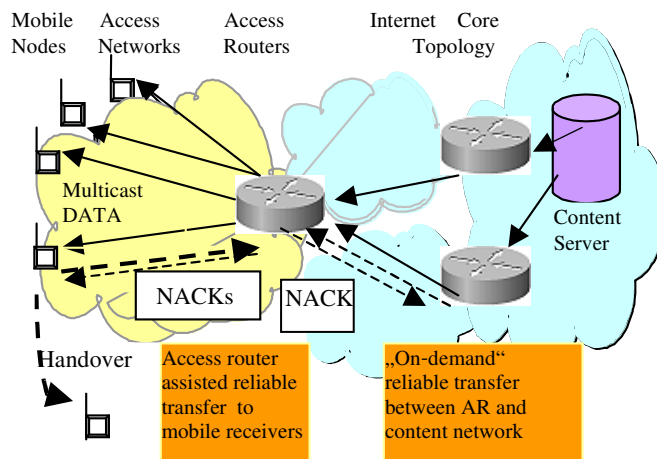 Mobile Access Access Internet Core
Nodes Networks Routers Topology
Multicast
DATA
Content
Server
NACKs
NACK
Handover
Access router
assisted reliable
transfer to
mobile receivers
„On-demand“
reliable transfer
between AR and
content network